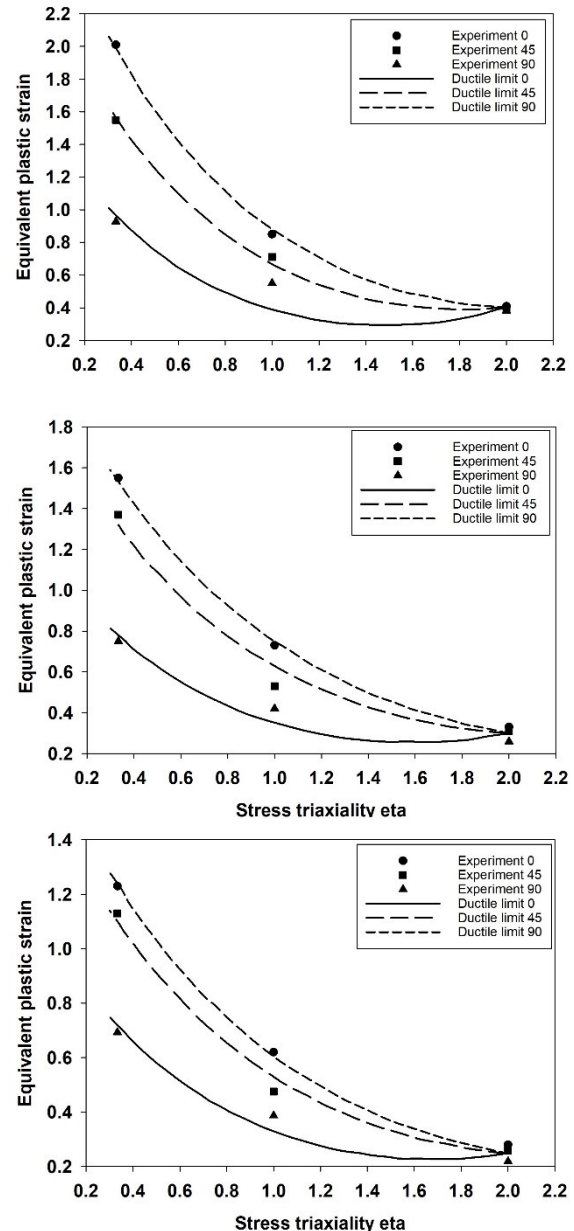 2.2
2.0
1.8
1.6
1.4
1.2
1.0
0.8
0.6
0.4
0.2
Equivalent plastic strain
Experiment 0
Experiment 45
Experiment 90
Ductile limit 0
Ductile limit 45
Ductile limit 90
0.2 0.4 0.6 0.8 1.0 1.2 1.4 1.6 1.8 2.0 2.2
1.8
1.6
1.4
1.2
1.0
0.8
0.6
0.4
0.2
Equivalent plastic strain
Experiment 0
Experiment 45
Experiment 90
Ductile limit 0
Ductile limit 45
Ductile limit 90
0.2 0.4 0.6 0.8 1.0 1.2 1.4 1.6 1.8 2.0 2.2
Stress triaxiality eta
1.4
1.2
1.0
0.8
0.6
0.4
0.2
Equivalent plastic strain
Experiment 0
Experiment 45
Experiment 90
Ductile limit 0
Ductile limit 45
Ductile limit 90
0.2 0.4 0.6 0.8 1.0 1.2 1.4 1.6 1.8 2.0 2.2
Stress triaxiality eta